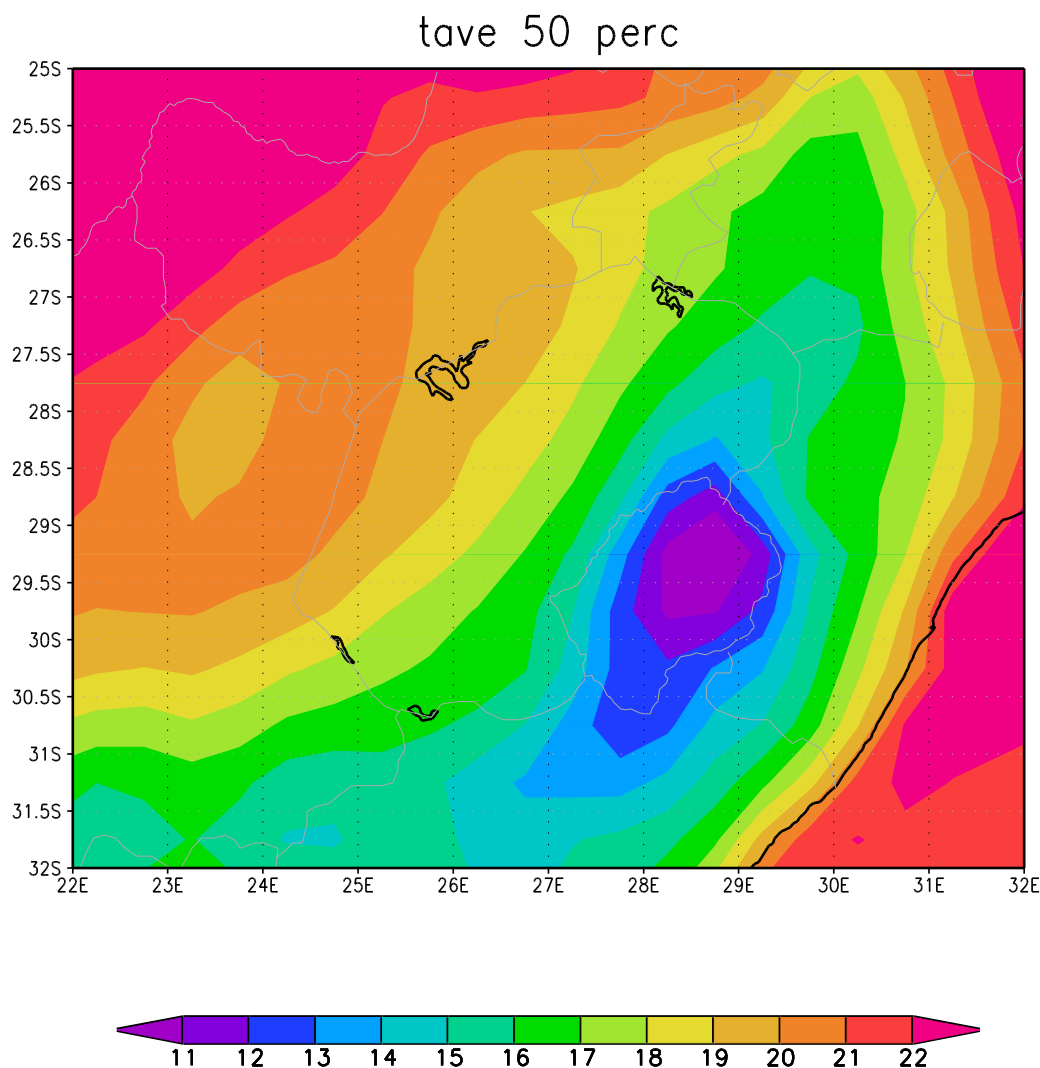 tave 50 perc
25S
25.5S
26S
26.5S
27S
27.5S
28S
28.5S
29S
29.5S
30S
30.5S
31S
31.5S
32S
22E 23E 24E 25E 26E 27E 28E 29E 30E 31E 32E
11 12 13 14 15 16 17 18 19 20 21 22